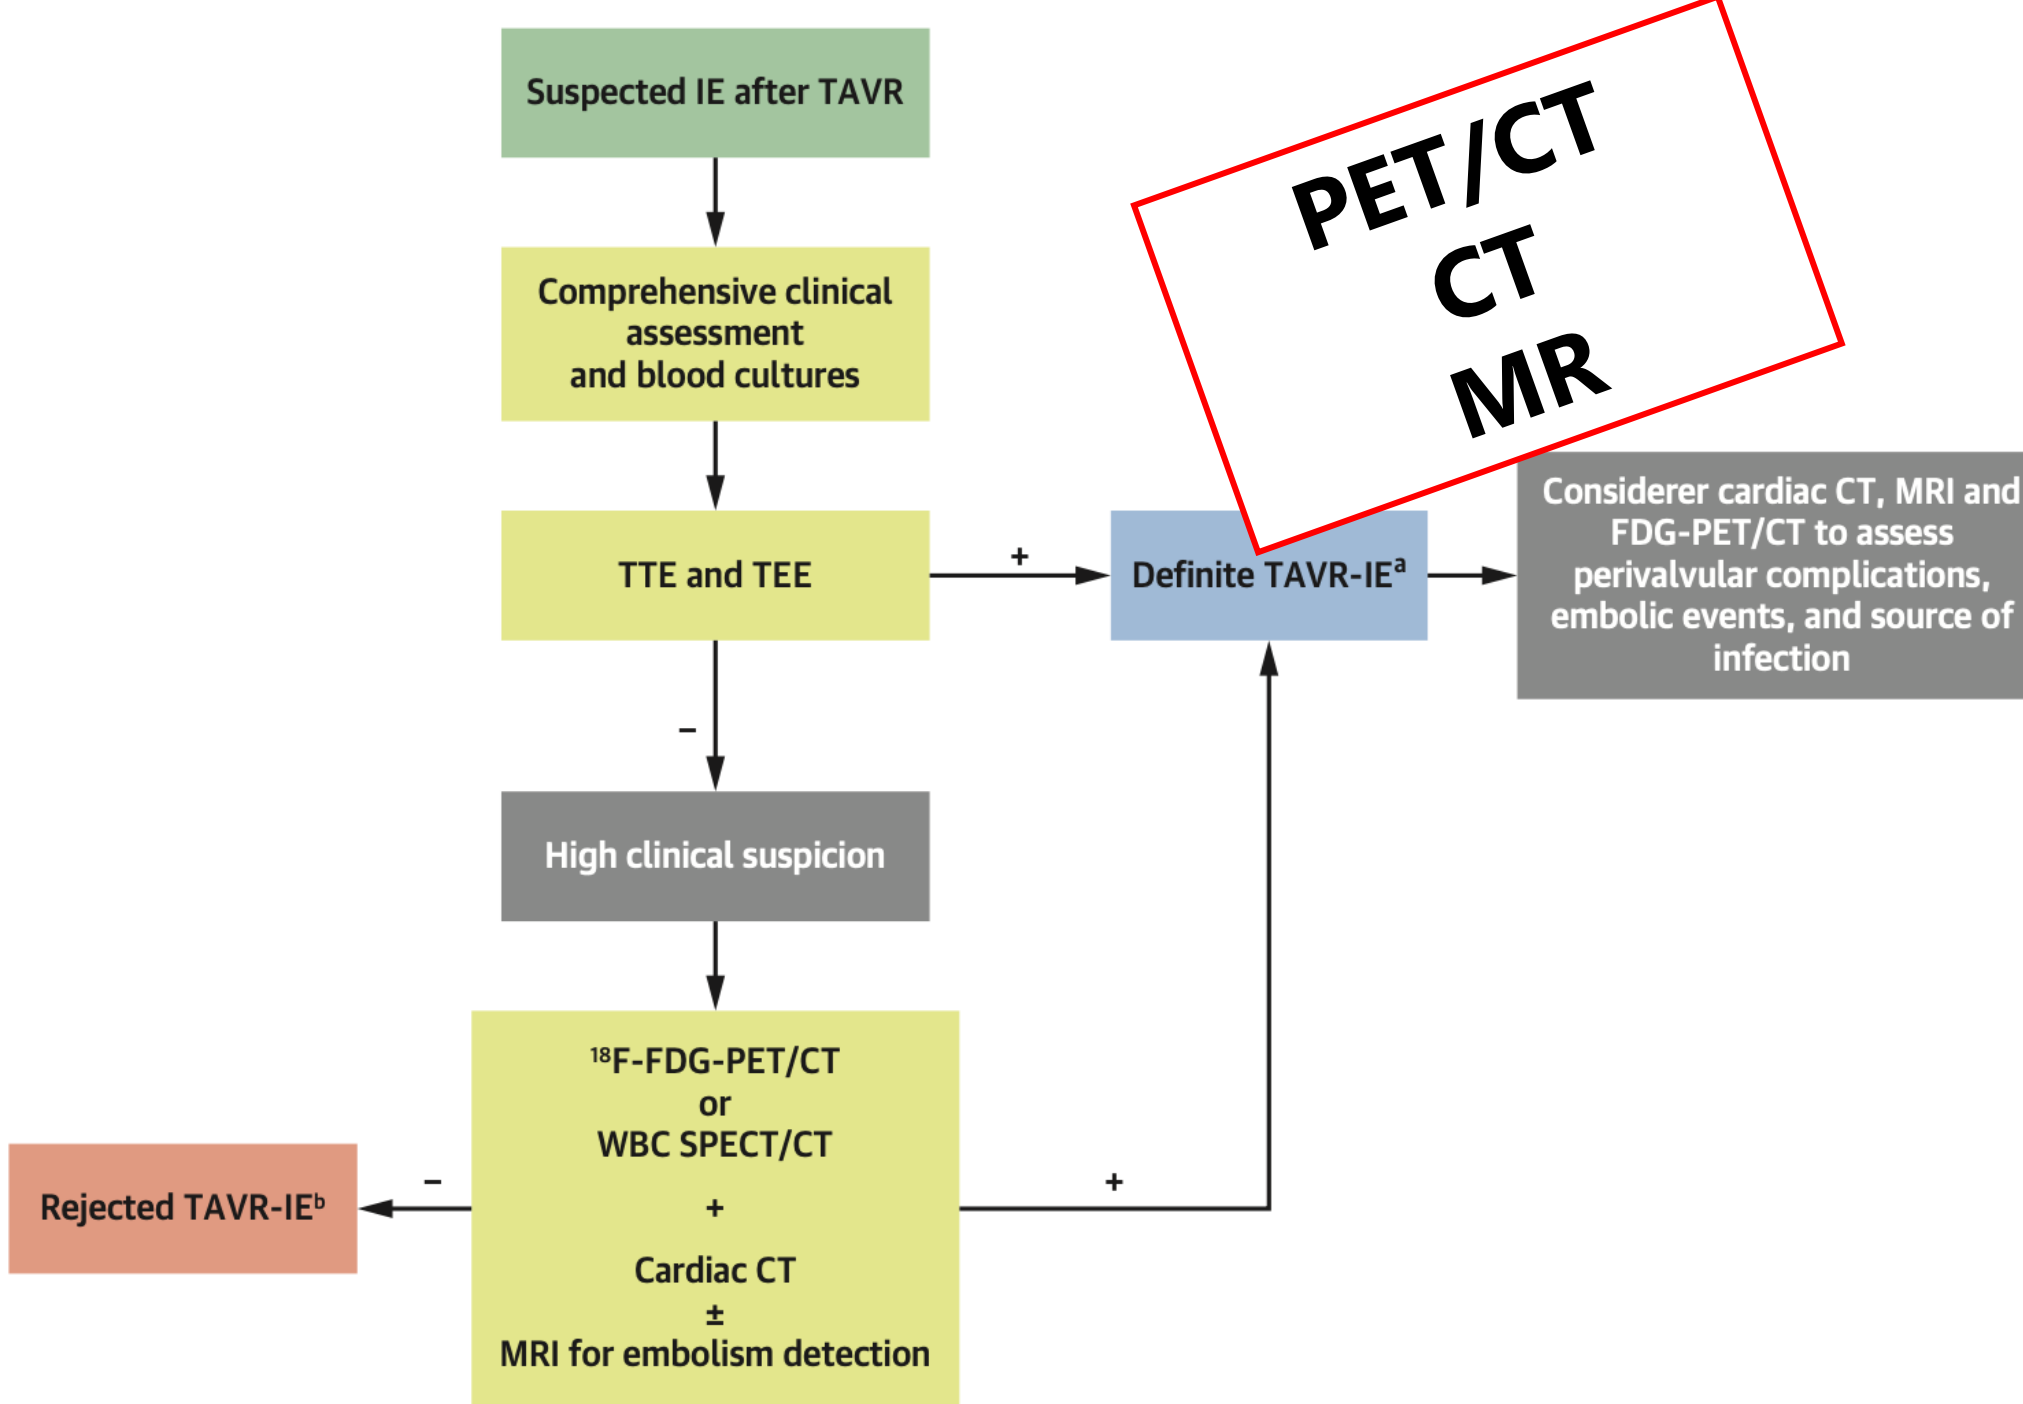 Suspected IE after TAVR
PET/CT
CT
MR
Comprehensive clinical
assessment
and blood cultures
TTE and TEE
+
Definite TAVR-IEᵃ
Considerer cardiac CT, MRI and
FDG-PET/CT to assess
perivalvular complications,
embolic events, and source of
infection
–
High clinical suspicion
¹⁸F-FDG-PET/CT
or
WBC SPECT/CT
+
Cardiac CT
±
MRI for embolism detection
–
Rejected TAVR-IEᵇ
+